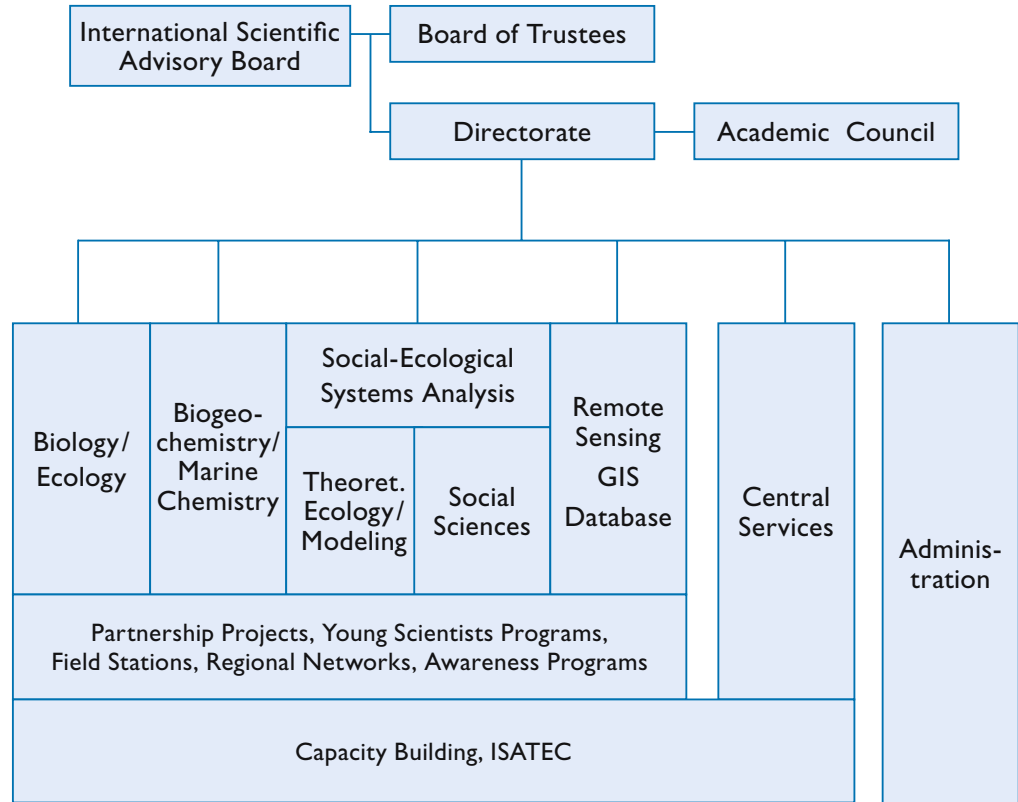 International Scientific
Advisory Board
Board of Trustees
Directorate
Academic Council
Biology/
Ecology
Biogeo-
chemistry/
Marine
Chemistry
Social-Ecological
Systems Analysis
Theoret.
Ecology/
Modeling
Social
Sciences
Remote
Sensing
GIS
Database
Central
Services
Adminis-
tration
Partnership Projects, Young Scientists Programs,
Field Stations, Regional Networks, Awareness Programs
Capacity Building, ISATEC